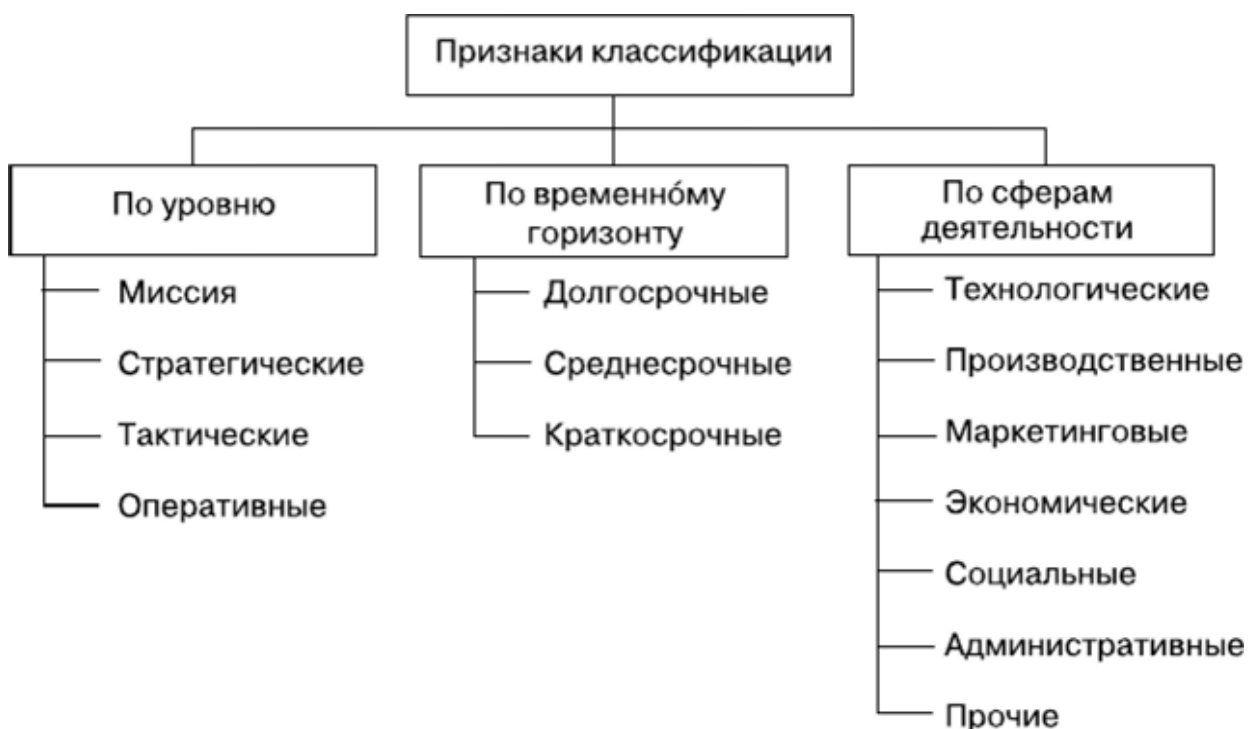 Признаки классификации
По уровню
Миссия
Стратегические
Тактические
Оперативные
По временно́му
горизонту
Долгосрочные
Среднесрочные
Краткосрочные
По сферам
деятельности
Технологические
Производственные
Маркетинговые
Экономические
Социальные
Административные
Прочие